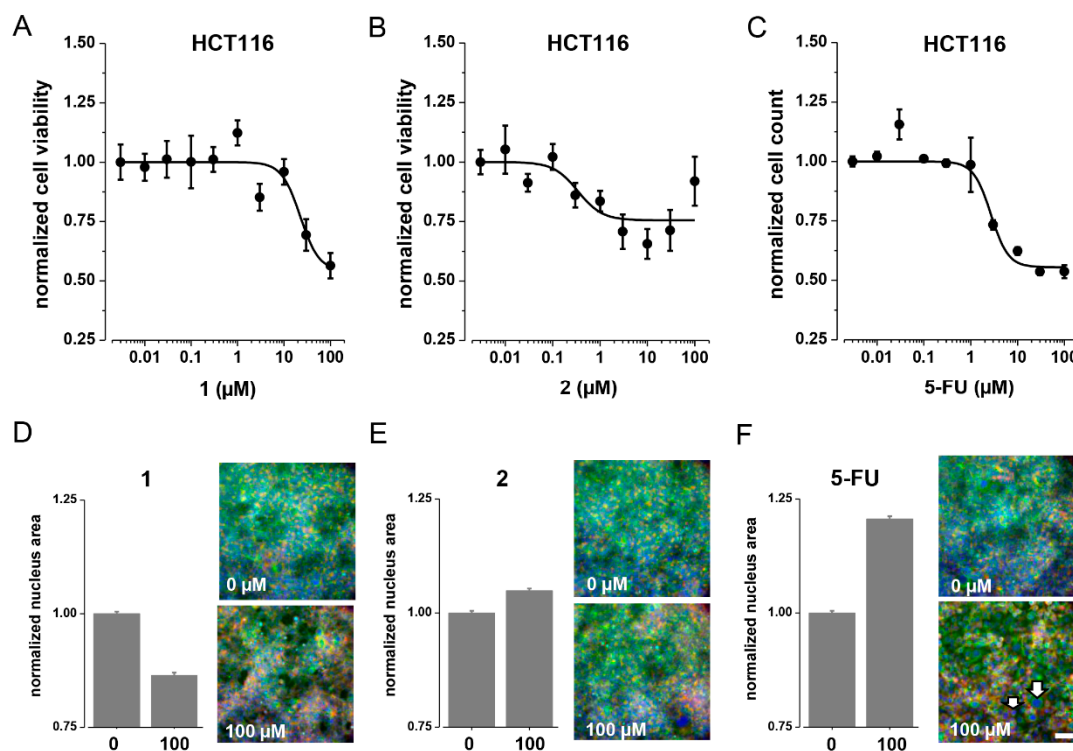 A
HCT116
normalized cell viability
1.50
1.25
1.00
0.75
0.50
0.25
0.01
0.1
1
10
100
1 (µM)
B
HCT116
normalized cell viability
1.50
1.25
1.00
0.75
0.50
0.25
0.01
0.1
1
10
100
2 (µM)
C
HCT116
normalized cell count
1.50
1.25
1.00
0.75
0.50
0.25
0.01
0.1
1
10
100
5-FU (µM)
D
1
normalized nucleus area
1.25
1.00
0.75
0
100
0 µM
100 µM
E
2
normalized nucleus area
1.25
1.00
0.75
0
100
0 µM
100 µM
F
5-FU
normalized nucleus area
1.25
1.00
0.75
0
100
0 µM
100 µM